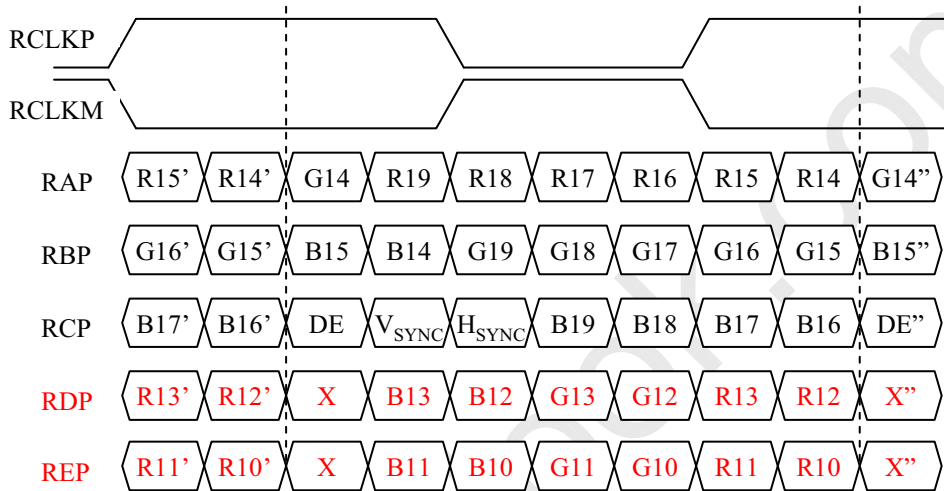 RCLKP
RCLKM
RAP R15’ R14’ G14 R19 R18 R17 R16 R15 R14 G14”
RBP G16’ G15’ B15 B14 G19 G18 G17 G16 G15 B15”
RCP B17’ B16’ DE VSYNC HSYNC B19 B18 B17 B16 DE”
RDP R13’ R12’ X B13 B12 G13 G12 R13 R12 X”
REP R11’ R10’ X B11 B10 G11 G10 R11 R10 X”